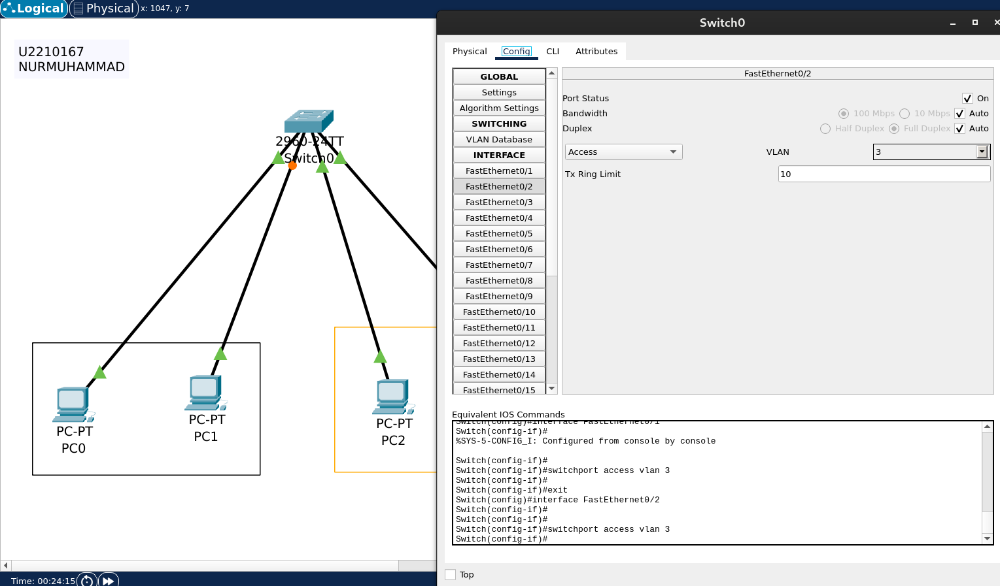 Logical
Physical
x: 1047, y: 7
U2210167
NURMUHAMMAD
2960-24TT
Switch0
PC-PT
PC0
PC-PT
PC1
PC-PT
PC2
Time: 00:24:15
Switch0
Physical
Config
CLI
Attributes
GLOBAL
Settings
Algorithm Settings
SWITCHING
VLAN Database
INTERFACE
FastEthernet0/1
FastEthernet0/2
FastEthernet0/3
FastEthernet0/4
FastEthernet0/5
FastEthernet0/6
FastEthernet0/7
FastEthernet0/8
FastEthernet0/9
FastEthernet0/10
FastEthernet0/11
FastEthernet0/12
FastEthernet0/13
FastEthernet0/14
FastEthernet0/15
FastEthernet0/2
Port Status
On
Bandwidth
100 Mbps
10 Mbps
Auto
Duplex
Half Duplex
Full Duplex
Auto
Access
VLAN
3
Tx Ring Limit
10
Equivalent IOS Commands
Switch(config)#interface FastEthernet0/1
Switch(config-if)#
%SYS-5-CONFIG_I: Configured from console by console
Switch(config-if)#
Switch(config-if)#switchport access vlan 3
Switch(config-if)#
Switch(config-if)#exit
Switch(config)#interface FastEthernet0/2
Switch(config-if)#
Switch(config-if)#
Switch(config-if)#switchport access vlan 3
Switch(config-if)#
Top